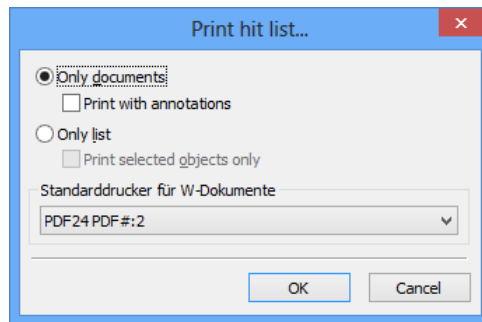 Print hit list...
Only documents
Print with annotations
Only list
Print selected objects only
Standarddrucker für W-Dokumente
PDF24 PDF#:2
OK Cancel